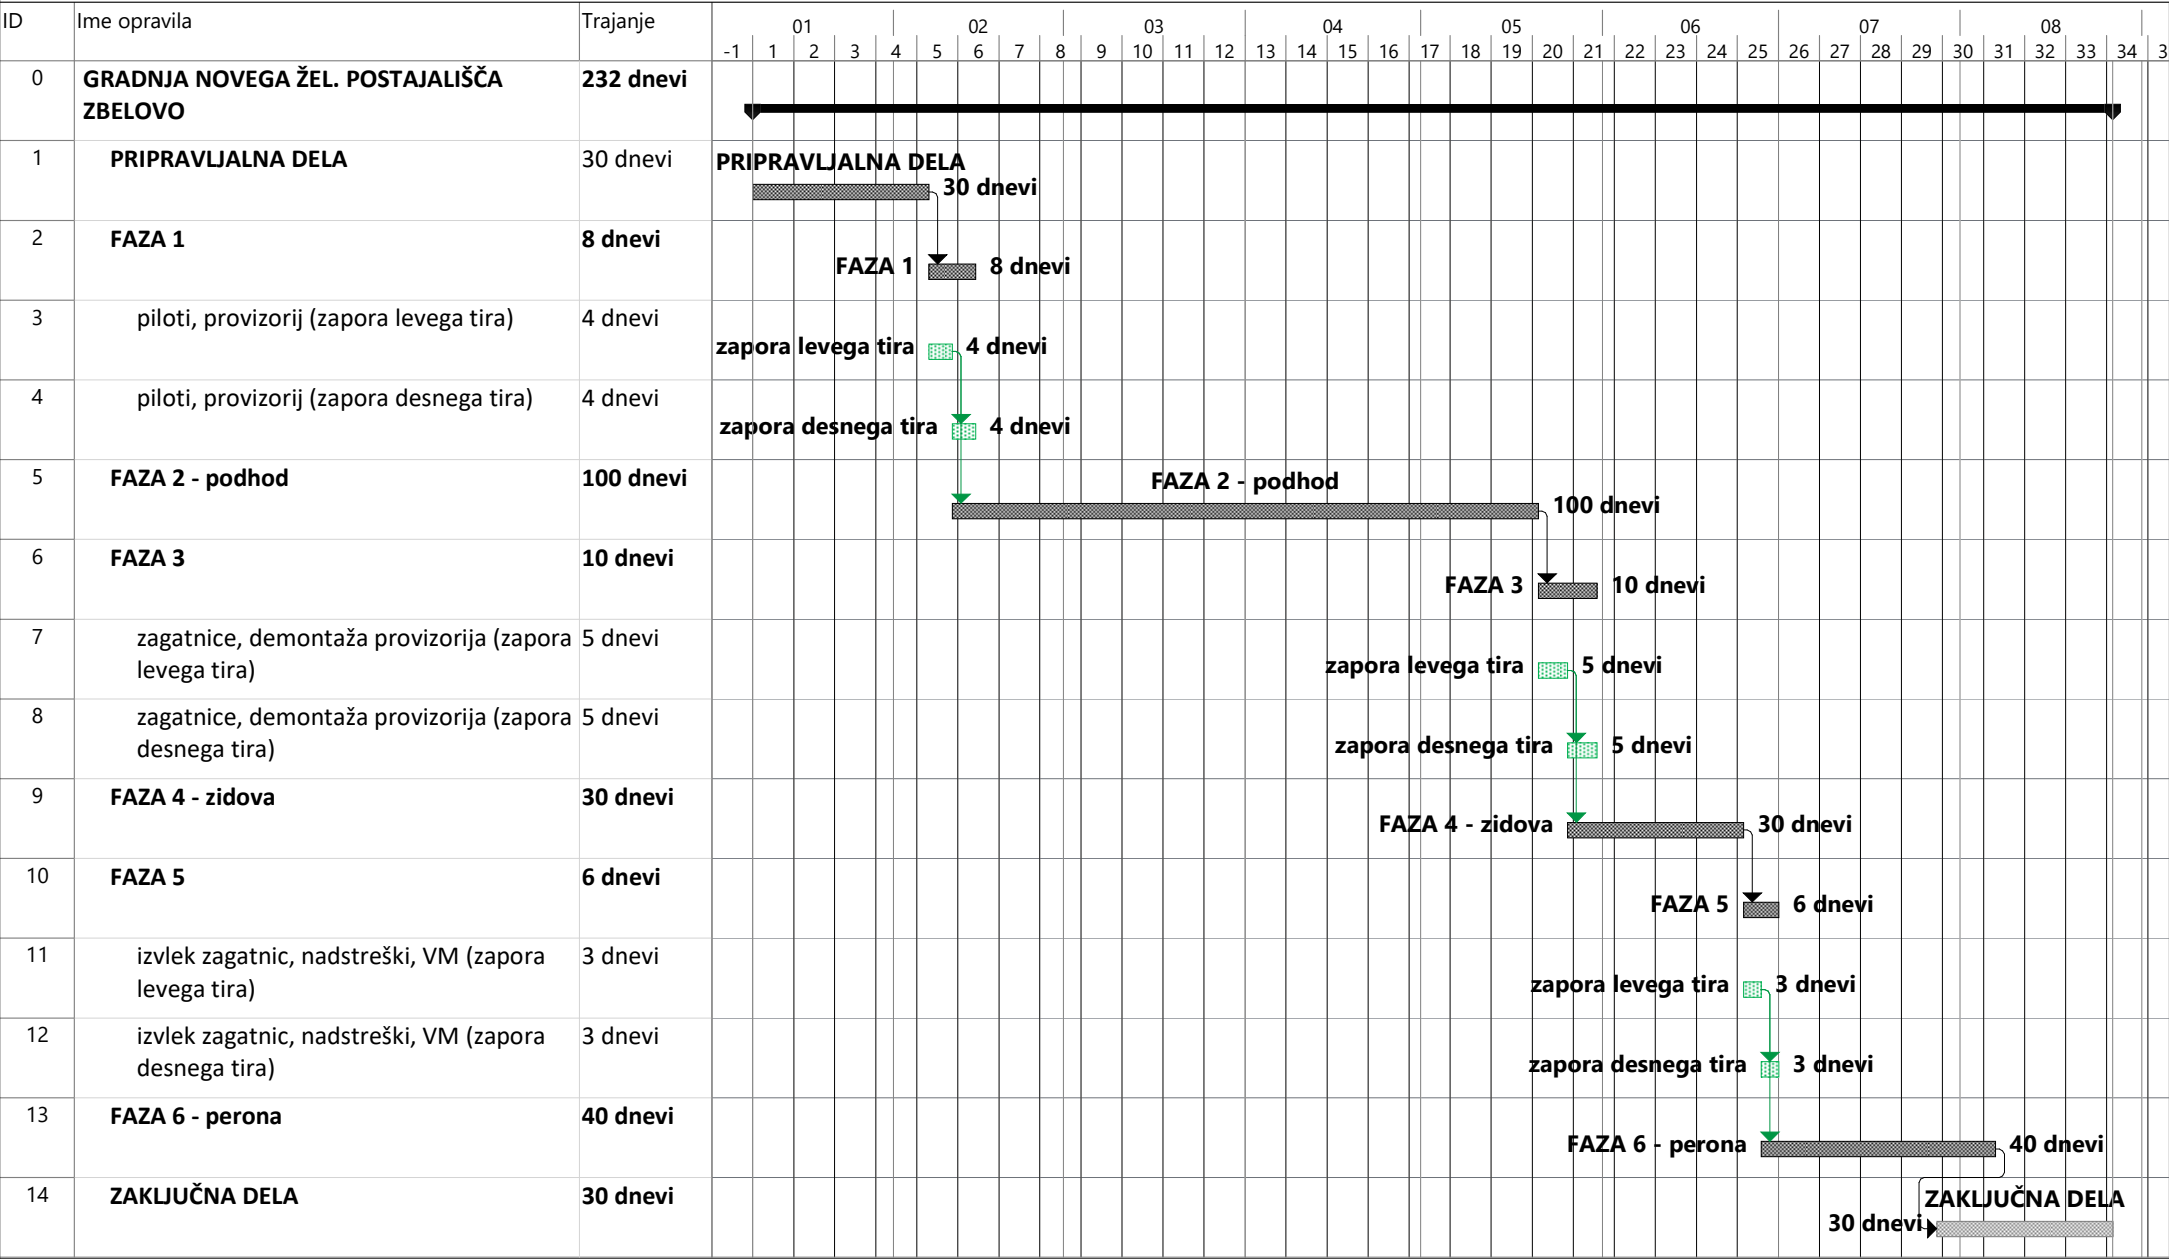 ID Ime opravila Trajanje 01 02 03 04 05 06 07 08
-1 1 2 3 4 5 6 7 8 9 10 11 12 13 14 15 16 17 18 19 20 21 22 23 24 25 26 27 28 29 30 31 32 33 34 3
0 GRADNJA NOVEGA ŽEL. POSTAJALIŠČA 232 dnevi
ZBELOVO
1 PRIPRAVLJALNA DELA 30 dnevi PRIPRAVLJALNA DELA
30 dnevi
2 FAZA 1 8 dnevi
FAZA 1 8 dnevi
3 piloti, provizorij (zapora levega tira) 4 dnevi
zapora levega tira 4 dnevi
4 piloti, provizorij (zapora desnega tira) 4 dnevi
zapora desnega tira 4 dnevi
5 FAZA 2 - podhod 100 dnevi FAZA 2 - podhod
100 dnevi
6 FAZA 3 10 dnevi
FAZA 3 10 dnevi
7 zagatnice, demontaža provizorija (zapora 5 dnevi
levega tira) zapora levega tira 5 dnevi
8 zagatnice, demontaža provizorija (zapora 5 dnevi
desnega tira) zapora desnega tira 5 dnevi
9 FAZA 4 - zidova 30 dnevi
FAZA 4 - zidova 30 dnevi
10 FAZA 5 6 dnevi
FAZA 5 6 dnevi
11 izvlek zagatnic, nadstreški, VM (zapora 3 dnevi
levega tira) zapora levega tira 3 dnevi
12 izvlek zagatnic, nadstreški, VM (zapora 3 dnevi
desnega tira) zapora desnega tira 3 dnevi
13 FAZA 6 - perona 40 dnevi
FAZA 6 - perona 40 dnevi
14 ZAKLJUČNA DELA 30 dnevi ZAKLJUČNA DELA
30 dnevi